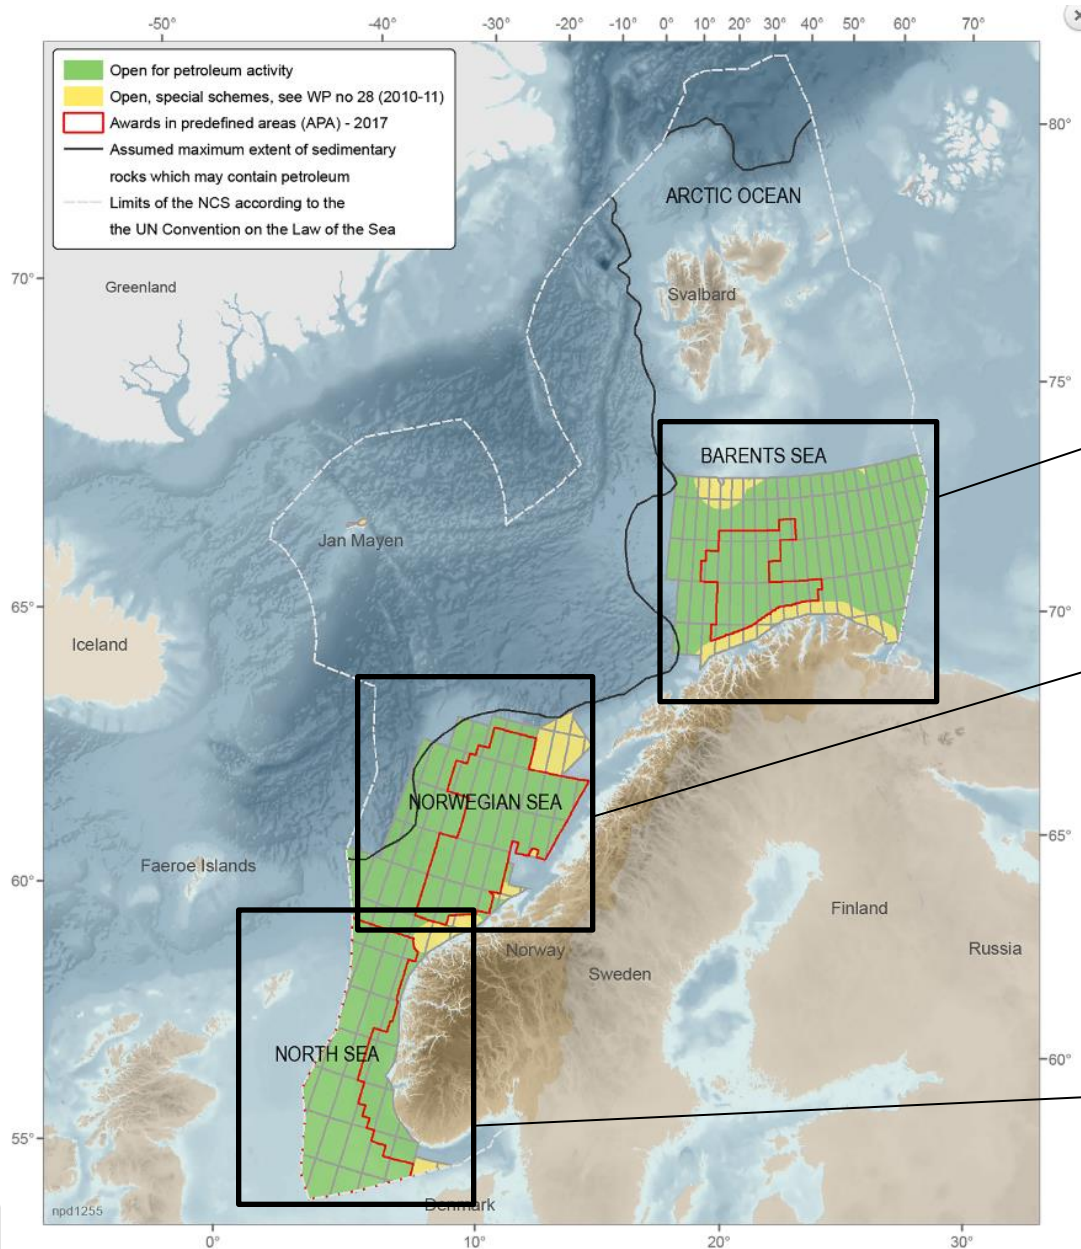 -50°
-40°
-30°
-20°
-10°
0°
10°
20°
30°
40°
50°
60°
70°
Open for petroleum activity
Open, special schemes, see WP no 28 (2010-11)
Awards in predefined areas (APA) - 2017
Assumed maximum extent of sedimentary
rocks which may contain petroleum
Limits of the NCS according to the
the UN Convention on the Law of the Sea
80°
ARCTIC OCEAN
70°
Greenland
Svalbard
75°
BARENTS SEA
Jan Mayen
65°
70°
Iceland
NORWEGIAN SEA
65°
Faeroe Islands
60°
Finland
Norway
Russia
Sweden
NORTH SEA
60°
55°
Denmark
npd1255
0°
10°
20°
30°